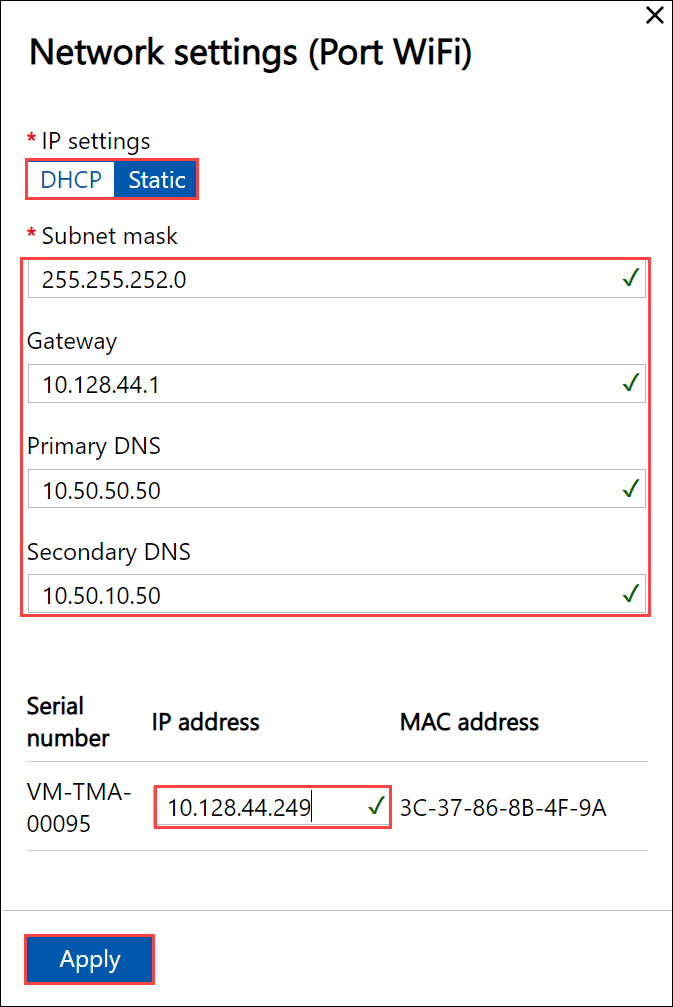 Network settings (Port WiFi)
* IP settings
DHCP Static
* Subnet mask
255.255.252.0
Gateway
10.128.44.1
Primary DNS
10.50.50.50
Secondary DNS
10.50.10.50
Serial number IP address MAC address
VM-TMA-00095 10.128.44.249 3C-37-86-8B-4F-9A
Apply